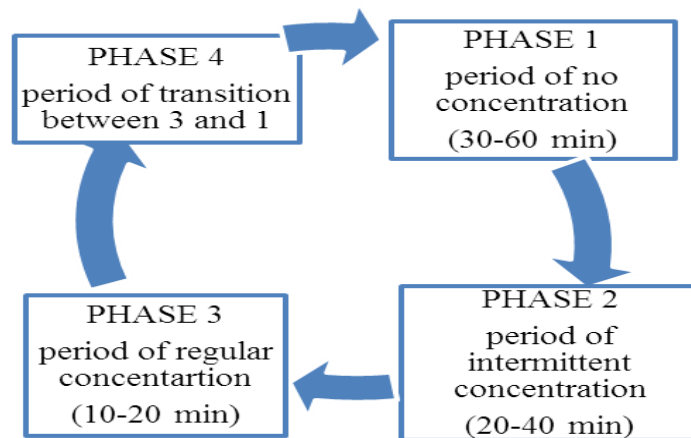 PHASE 4
period of transition
between 3 and 1
PHASE 1
period of no
concentration
(30-60 min)
PHASE 2
period of
intermittent
concentration
(20-40 min)
PHASE 3
period of regular
concentartion
(10-20 min)